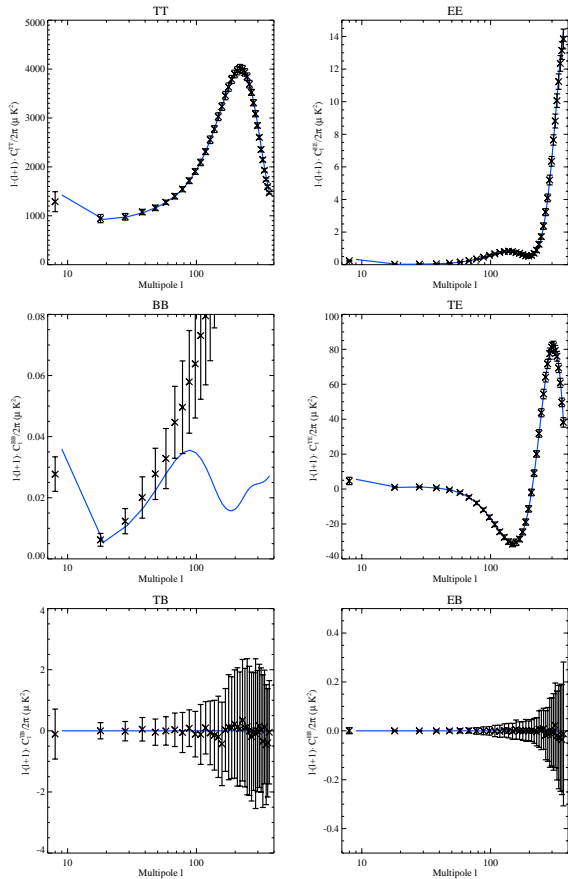 TT
5000
4000
3000
2000
1000
0
l·(l+1)· C_l^TT/2π (μ K²)
10 100
Multipole l
EE
14
12
10
8
6
4
2
0
l·(l+1)· C_l^EE/2π (μ K²)
10 100
Multipole l
BB
0.08
0.06
0.04
0.02
0.00
l·(l+1)· C_l^BB/2π (μ K²)
10 100
Multipole l
TE
100
80
60
40
20
0
-20
-40
l·(l+1)· C_l^TE/2π (μ K²)
10 100
Multipole l
TB
4
2
0
-2
-4
l·(l+1)· C_l^TB/2π (μ K²)
10 100
Multipole l
EB
0.4
0.2
0.0
-0.2
-0.4
l·(l+1)· C_l^EB/2π (μ K²)
10 100
Multipole l